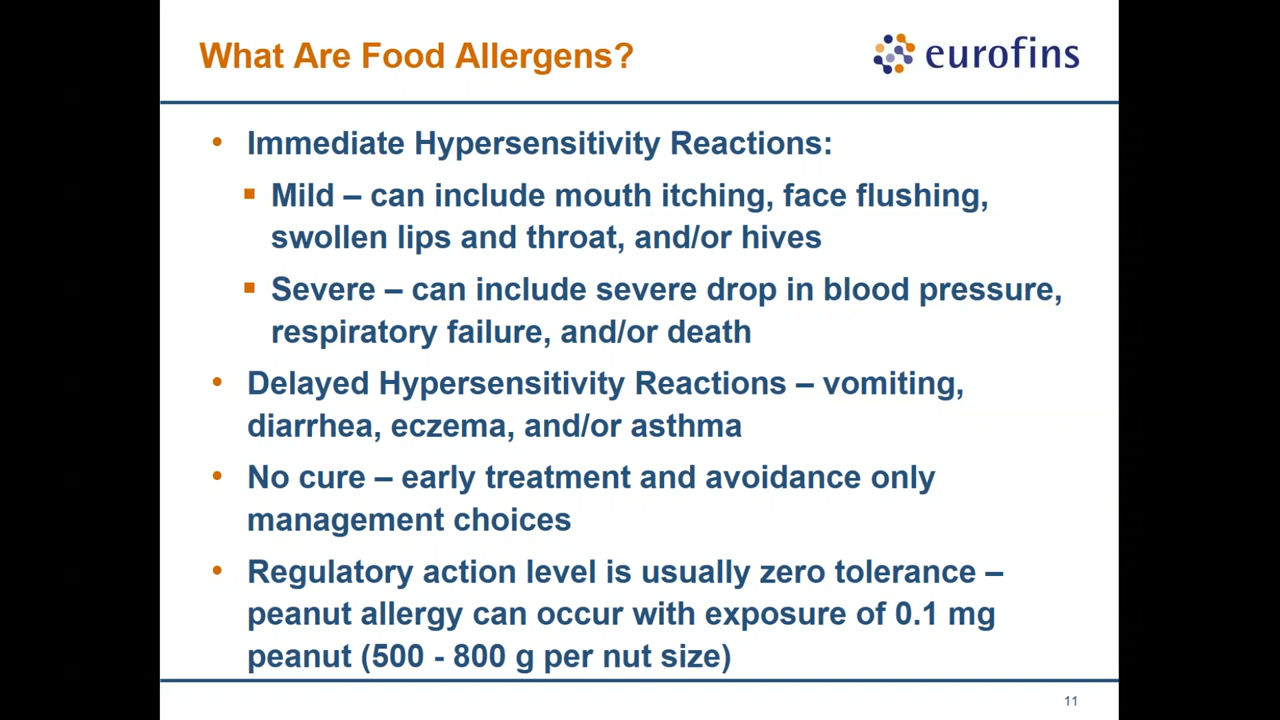 What Are Food Allergens?
eurofins
• Immediate Hypersensitivity Reactions:
▪ Mild – can include mouth itching, face flushing,
swollen lips and throat, and/or hives
▪ Severe – can include severe drop in blood pressure,
respiratory failure, and/or death
• Delayed Hypersensitivity Reactions – vomiting,
diarrhea, eczema, and/or asthma
• No cure – early treatment and avoidance only
management choices
• Regulatory action level is usually zero tolerance –
peanut allergy can occur with exposure of 0.1 mg
peanut (500 - 800 g per nut size)
11